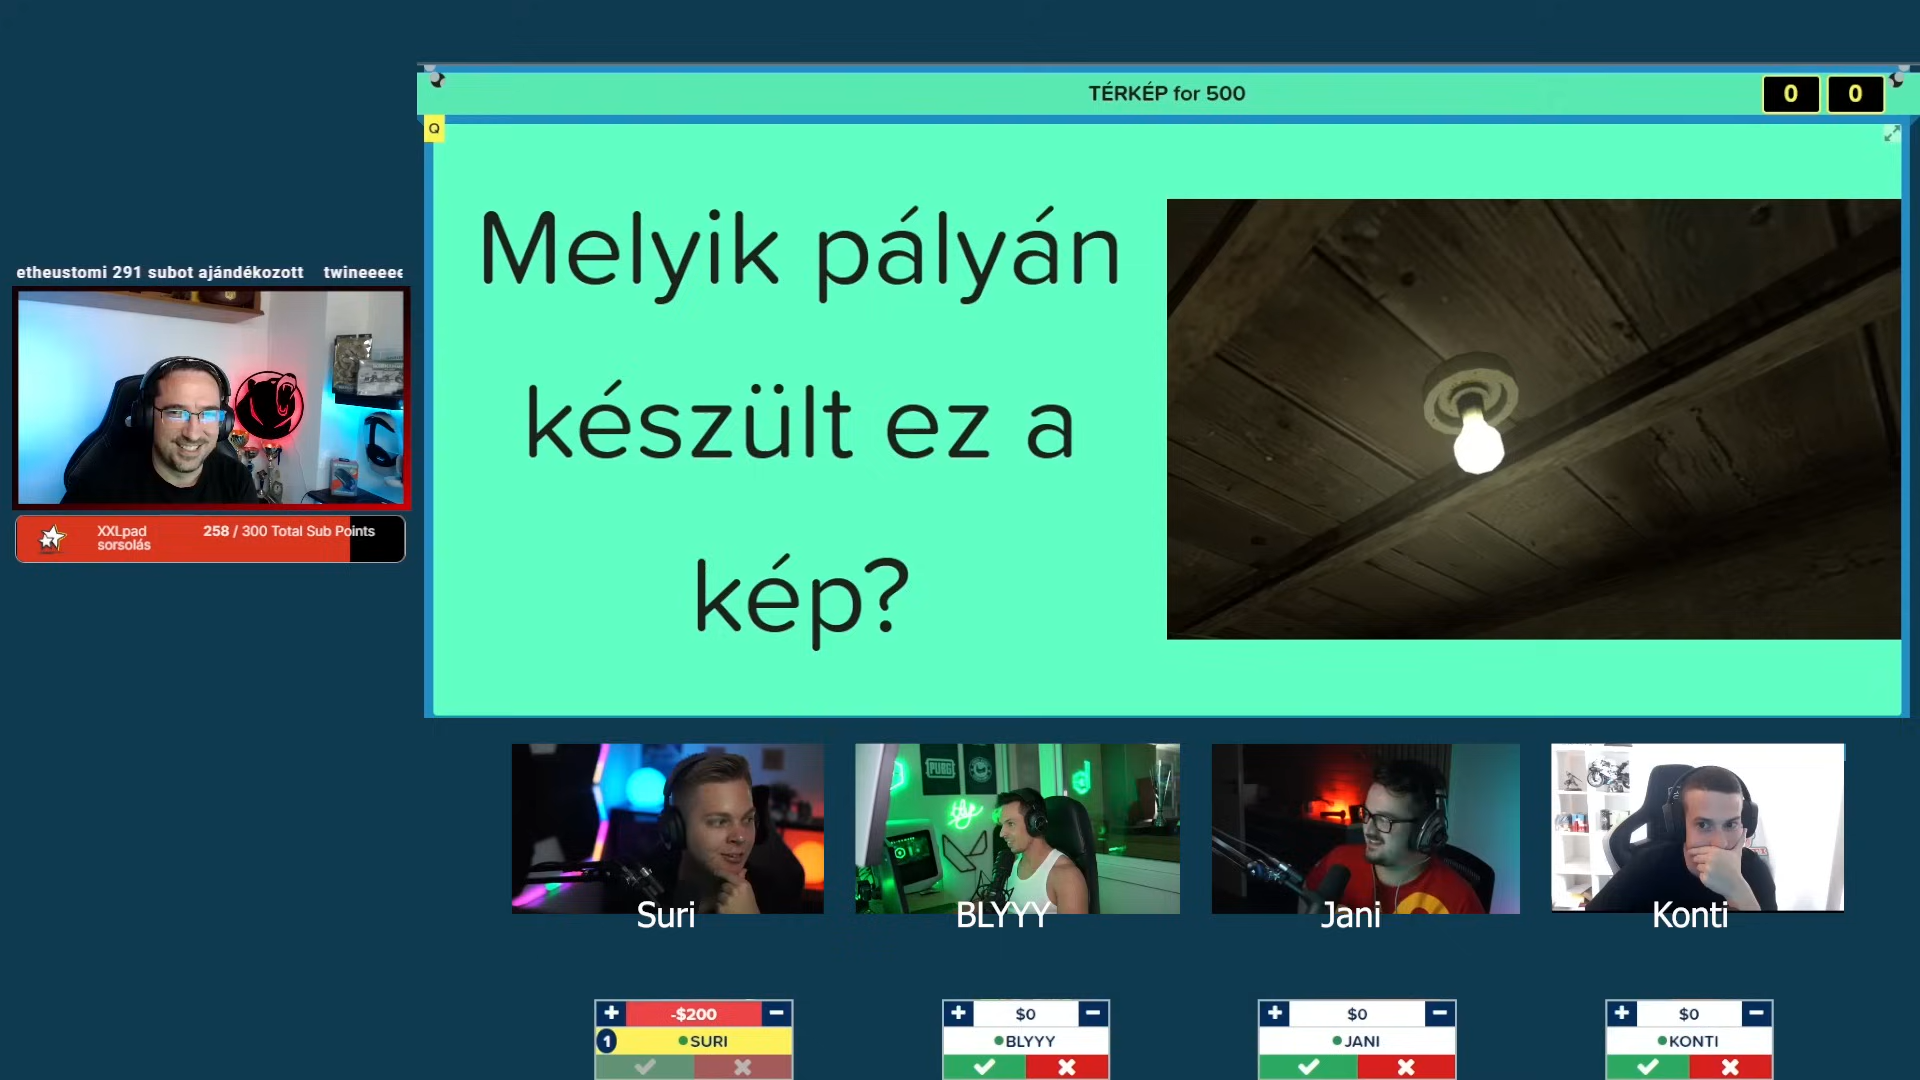 TÉRKÉP for 500
0 0
Q
Melyik pályán
készült ez a
kép?
etheustomi 291 subot ajándékozott twineeeee
XXLpad
sorsolás
258 / 300 Total Sub Points
PUBG
Suri
BLYYY
Jani
Konti
-$200
1 SURI
$0
BLYYY
$0
JANI
$0
KONTI